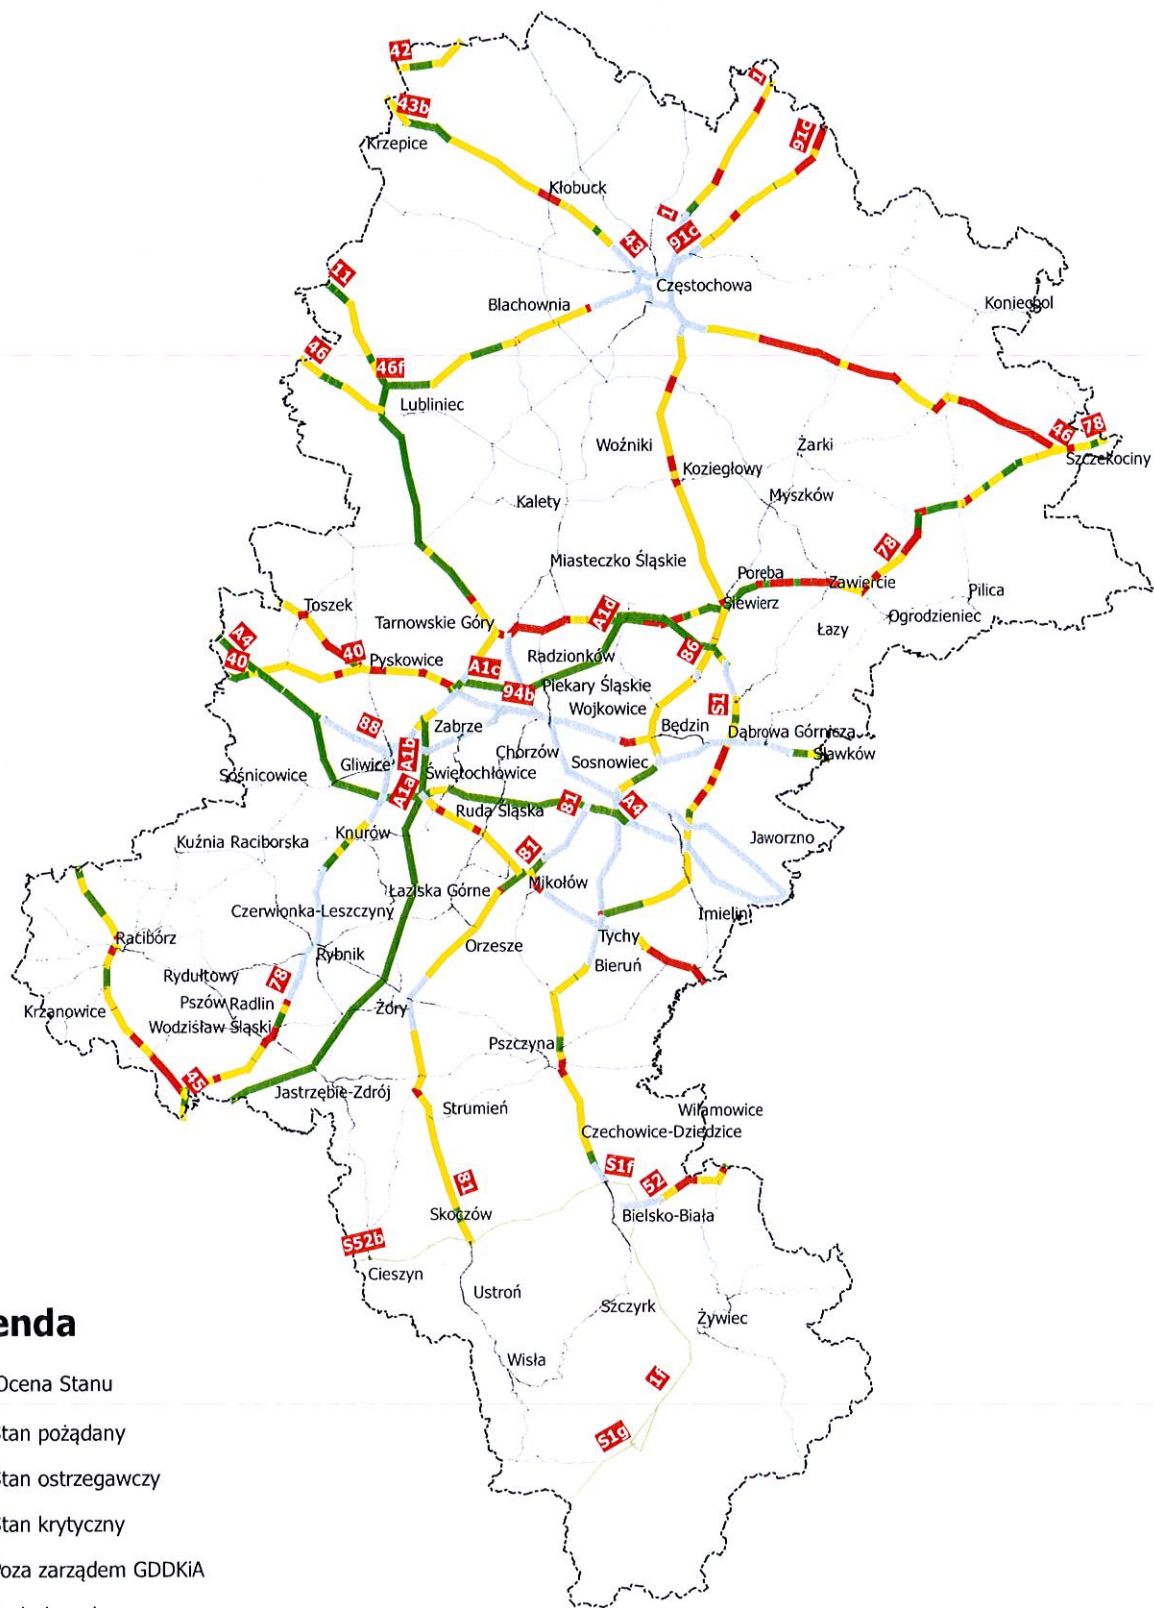 42
1
43b
91c
Krzepice
Kłobuck
1
43
91c
11
Częstochowa
Blachownia
Koniecpol
46
46f
Lubliniec
46
78
Woźniki
Żarki
Szczekociny
Koziegłowy
Kalety
Myszków
78
Miasteczko Śląskie
Poręba
Zawiercie
Pilica
Toszek
A1d
Siewierz
Ogrodzieniec
Tarnowskie Góry
Łazy
A4
40
40
Pyskowice
Radzionków
86
A1c
94b
Piekary Śląskie
Wojkowice
S1
88
Zabrze
Będzin
Dąbrowa Górnicza
A1b
Chorzów
Sławków
Gliwice
Sosnowiec
Sośnicowice
Świętochłowice
A1a
Ruda Śląska
81
A4
Knurów
Jaworzno
Kuźnia Raciborska
81
Łaziska Górne
Mikołów
Czerwionka-Leszczyny
Imielin
Racibórz
Orzesze
Tychy
Rybnik
Bieruń
Rydułtowy
78
Pszów
Radlin
Krzanowice
Żory
Wodzisław Śląski
Pszczyna
45
Jastrzębie-Zdrój
Strumień
Wilamowice
Czechowice-Dziedzice
S1f
52
81
Skoczów
Bielsko-Biała
S52b
Cieszyn
Ustroń
Szczyrk
Żywiec
Wisła
1f
S1g
enda
Ocena Stanu
Stan pożądany
Stan ostrzegawczy
Stan krytyczny
Poza zarządem GDDKiA